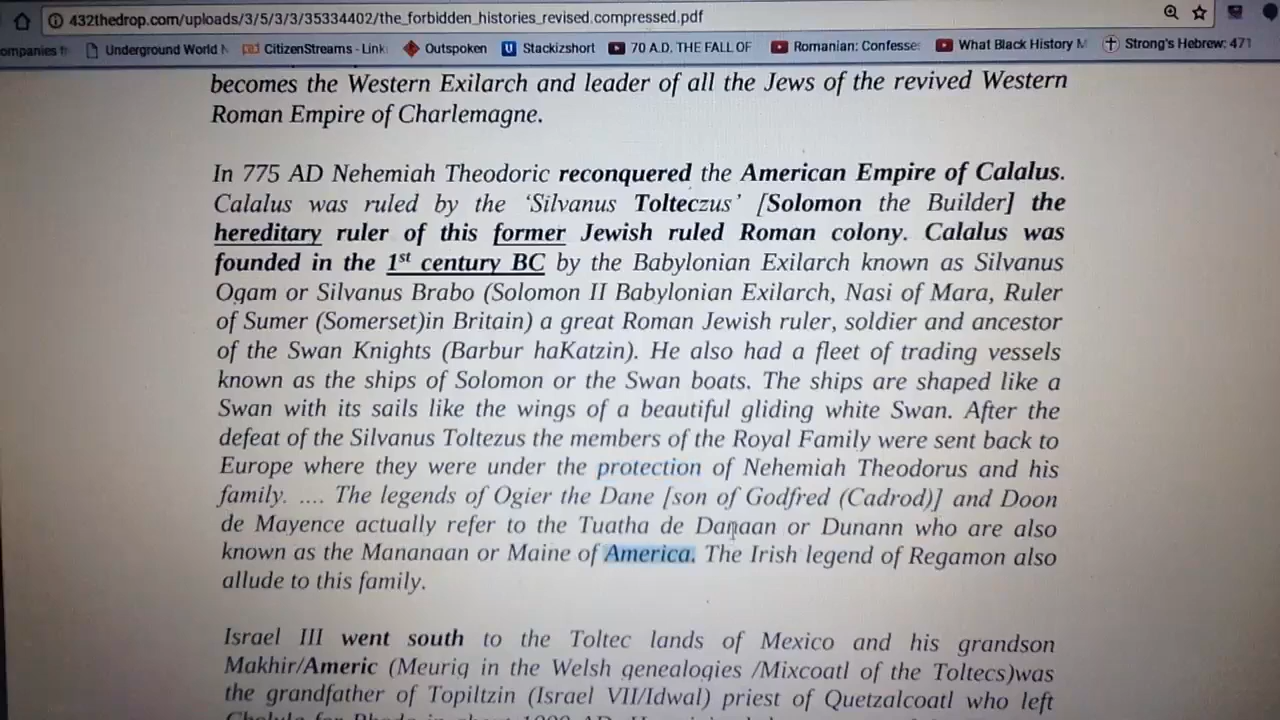 432thedrop.com/uploads/3/5/3/3/35334402/the_forbidden_histories_revised.compressed.pdf
ompanies Underground World CitizenStreams - Link Outspoken Stackizshort 70 A.D. THE FALL OF Romanian: Confesse What Black History M Strong's Hebrew: 471
becomes the Western Exilarch and leader of all the Jews of the revived Western
Roman Empire of Charlemagne.
In 775 AD Nehemiah Theodoric reconquered the American Empire of Calalus.
Calalus was ruled by the ‘Silvanus Tolteczus’ [Solomon the Builder] the
hereditary ruler of this former Jewish ruled Roman colony. Calalus was
founded in the 1st century BC by the Babylonian Exilarch known as Silvanus
Ogam or Silvanus Brabo (Solomon II Babylonian Exilarch, Nasi of Mara, Ruler
of Sumer (Somerset)in Britain) a great Roman Jewish ruler, soldier and ancestor
of the Swan Knights (Barbur haKatzin). He also had a fleet of trading vessels
known as the ships of Solomon or the Swan boats. The ships are shaped like a
Swan with its sails like the wings of a beautiful gliding white Swan. After the
defeat of the Silvanus Toltezus the members of the Royal Family were sent back to
Europe where they were under the protection of Nehemiah Theodorus and his
family. .... The legends of Ogier the Dane [son of Godfred (Cadrod)] and Doon
de Mayence actually refer to the Tuatha de Danaan or Dunann who are also
known as the Mananaan or Maine of America. The Irish legend of Regamon also
allude to this family.
Israel III went south to the Toltec lands of Mexico and his grandson
Makhir/Americ (Meurig in the Welsh genealogies /Mixcoatl of the Toltecs)was
the grandfather of Topiltzin (Israel VII/Idwal) priest of Quetzalcoatl who left